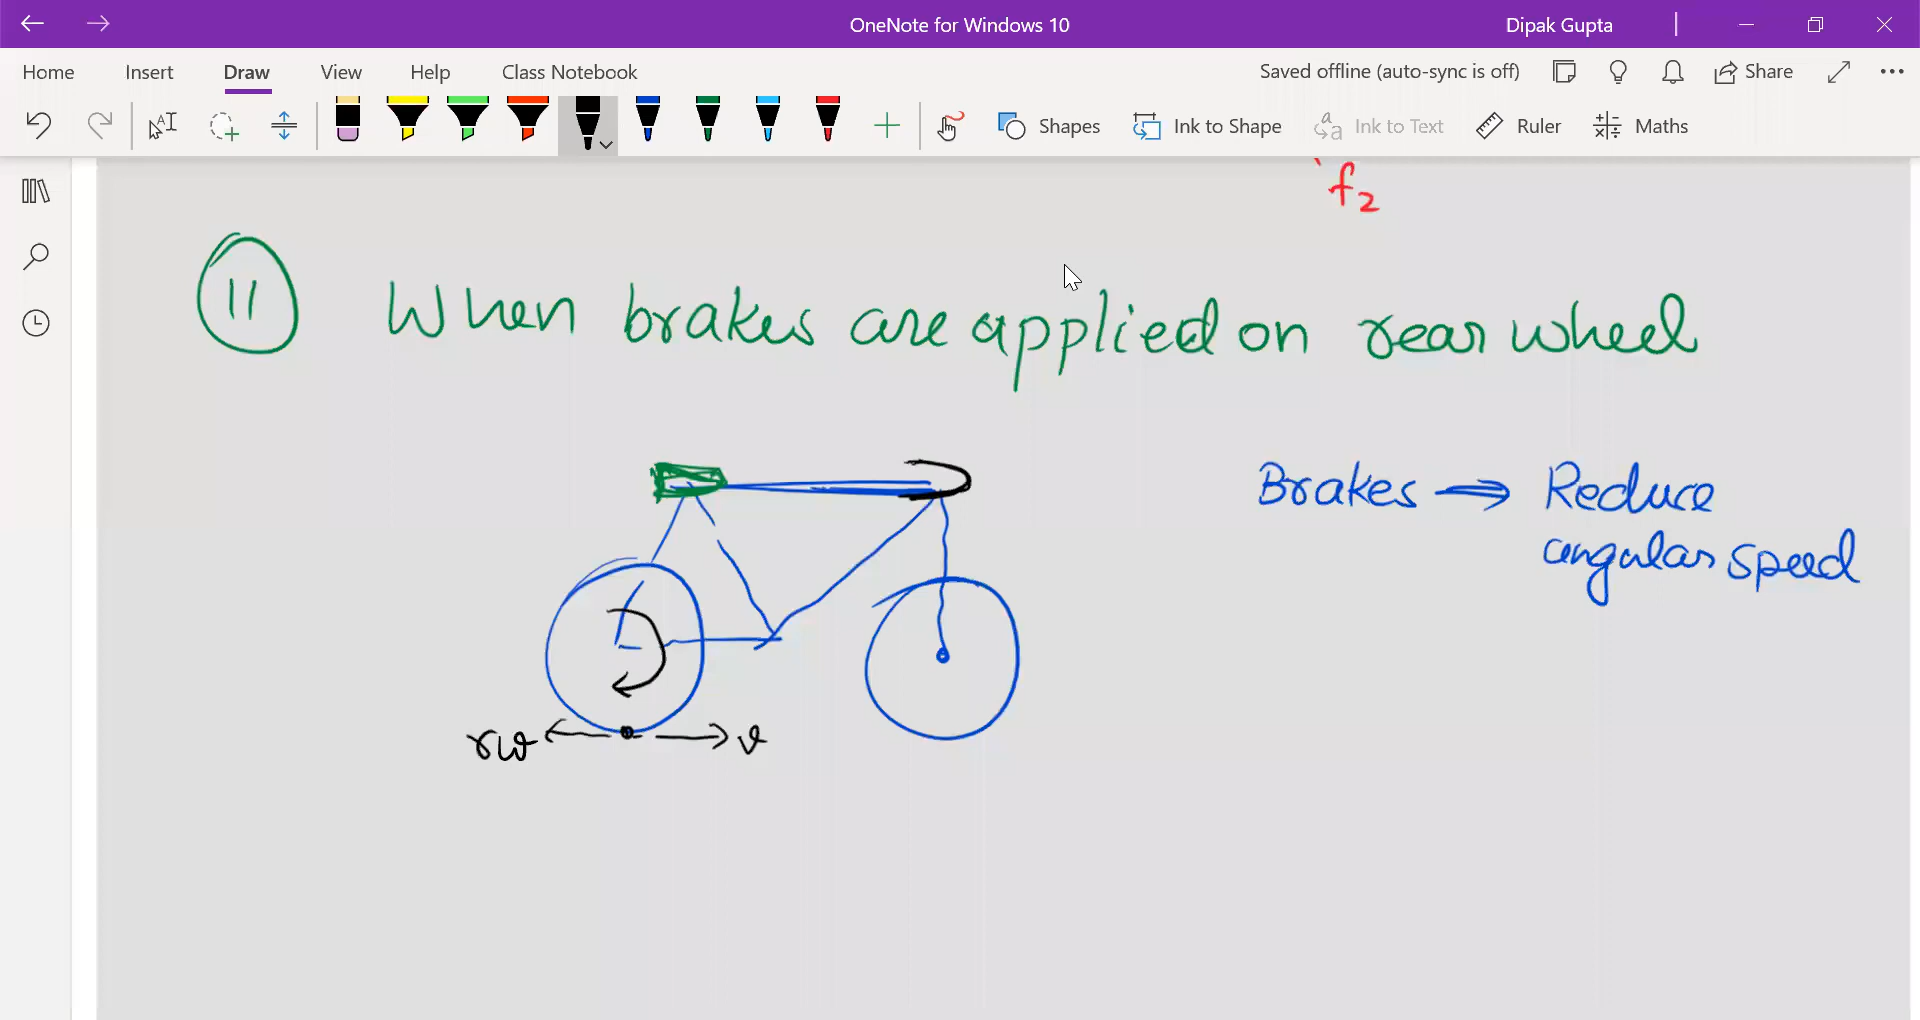 OneNote for Windows 10
Dipak Gupta
Home Insert Draw View Help Class Notebook
Saved offline (auto-sync is off) Share
Shapes Ink to Shape Ink to Text Ruler Maths
f2
11 When brakes are applied on rear wheel
Brakes → Reduce
angular speed
rω v